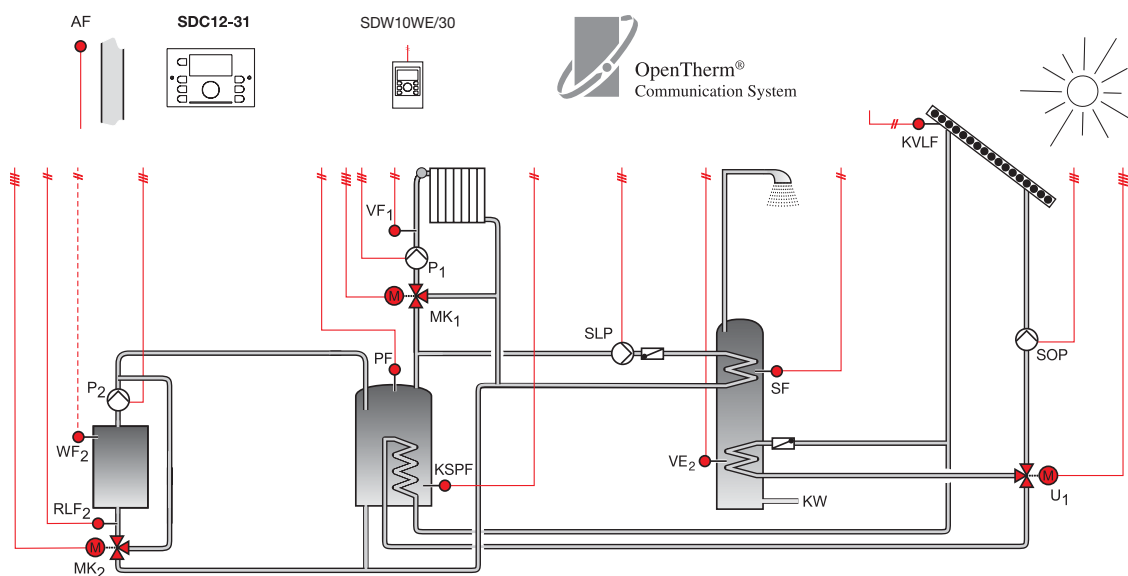 AF
SDC12-31
SDW10WE/30
OpenTherm®
Communication System
KVLF
VF1
P1
M
MK1
SLP
PF
SOP
P2
SF
WF2
KSPF
VE2
M
U1
KW
RLF2
M
MK2